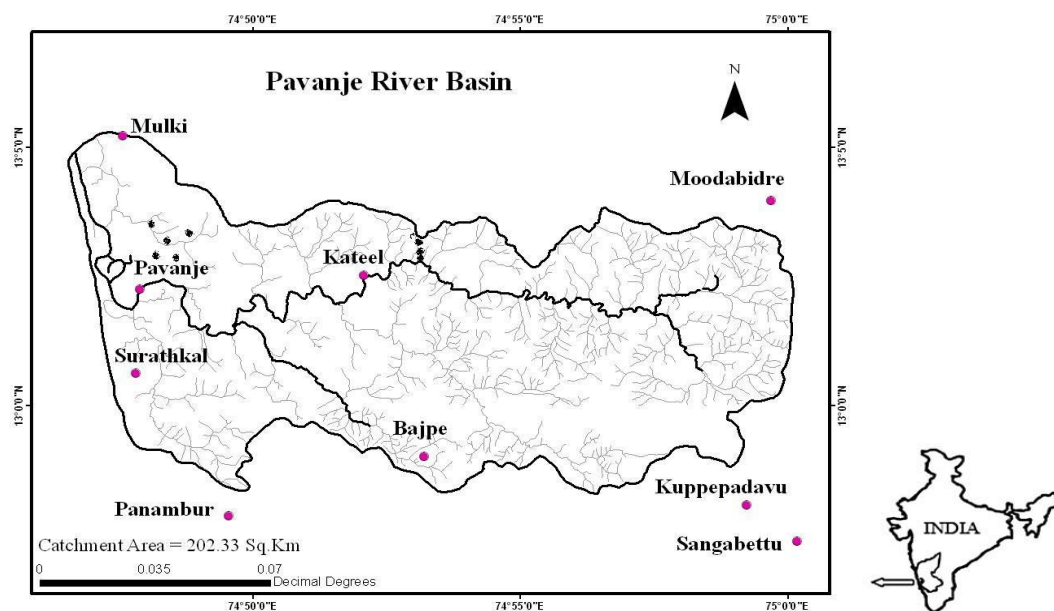 74°50'0"E 74°55'0"E 75°0'0"E
Pavanje River Basin
N
Mulki
13°5'0"N 13°5'0"N
Moodabidre
Kateel
Pavanje
Surathkal
13°0'0"N 13°0'0"N
Bajpe
Kuppepadavu
Panambur
INDIA
Sangabettu
Catchment Area = 202.33 Sq.Km
0 0.035 0.07
Decimal Degrees
74°50'0"E 74°55'0"E 75°0'0"E